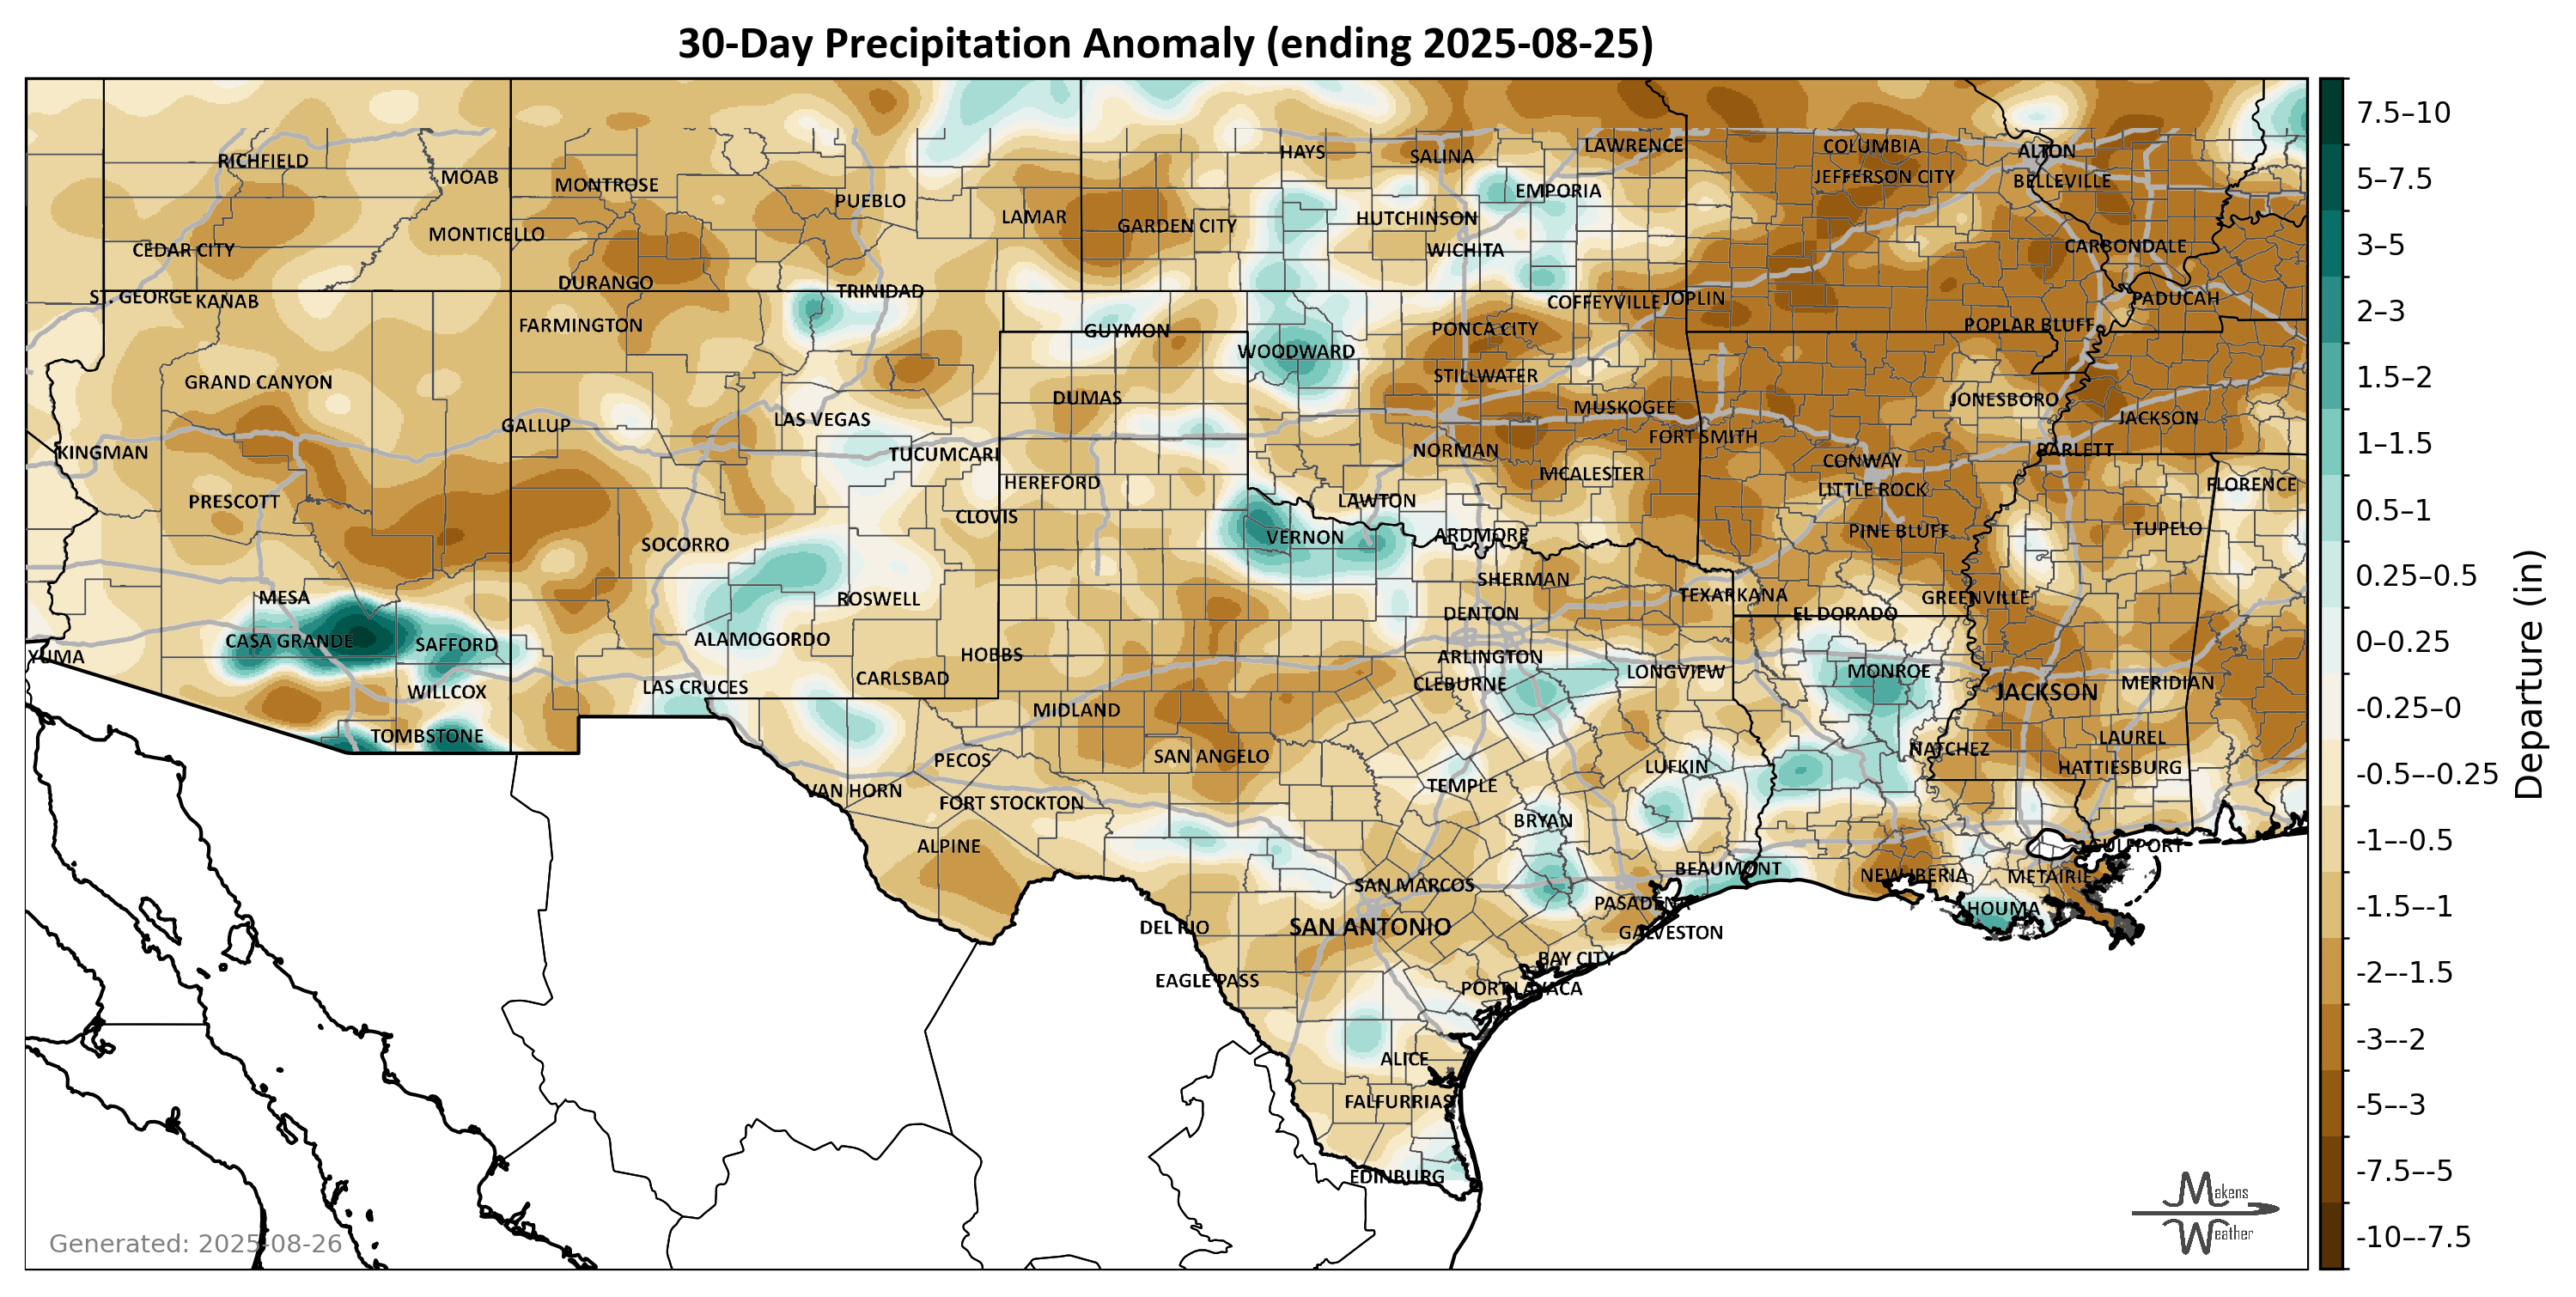 30-Day Precipitation Anomaly (ending 2025-08-25)
RICHFIELD
MOAB
MONTROSE
PUEBLO
LAMAR
GARDEN CITY
HAYS
SALINA
LAWRENCE
EMPORIA
HUTCHINSON
WICHITA
COLUMBIA
JEFFERSON CITY
ALTON
BELLEVILLE
CARBONDALE
PADUCAH
POPLAR BLUFF
CEDAR CITY
MONTICELLO
DURANGO
TRINIDAD
ST. GEORGE
KANAB
FARMINGTON
GUYMON
WOODWARD
COFFEYVILLE
JOPLIN
PONCA CITY
STILLWATER
GRAND CANYON
DUMAS
MUSKOGEE
JONESBORO
JACKSON
GALLUP
LAS VEGAS
KINGMAN
TUCUMCARI
NORMAN
FORT SMITH
BARLETT
CONWAY
MCALESTER
HEREFORD
LITTLE ROCK
FLORENCE
PRESCOTT
LAWTON
CLOVIS
VERNON
ARDMORE
PINE BLUFF
TUPELO
SOCORRO
SHERMAN
MESA
ROSWELL
DENTON
TEXARKANA
EL DORADO
GREENVILLE
CASA GRANDE
SAFFORD
ALAMOGORDO
HOBBS
ARLINGTON
YUMA
WILLCOX
LAS CRUCES
CARLSBAD
CLEBURNE
LONGVIEW
MONROE
JACKSON
MERIDIAN
MIDLAND
TOMBSTONE
PECOS
SAN ANGELO
NATCHEZ
LAUREL
HATTIESBURG
LUFKIN
TEMPLE
VAN HORN
FORT STOCKTON
BRYAN
ALPINE
GULFPORT
BEAUMONT
NEW IBERIA
METAIRIE
SAN MARCOS
PASADENA
HOUMA
DEL RIO
SAN ANTONIO
GALVESTON
EAGLE PASS
BAY CITY
PORT LAVACA
ALICE
FALFURRIAS
EDINBURG
Generated: 2025-08-26
Makens
Weather
7.5–10
5–7.5
3–5
2–3
1.5–2
1–1.5
0.5–1
0.25–0.5
0–0.25
-0.25–0
-0.5–-0.25
-1–-0.5
-1.5–-1
-2–-1.5
-3–-2
-5–-3
-7.5–-5
-10–-7.5
Departure (in)